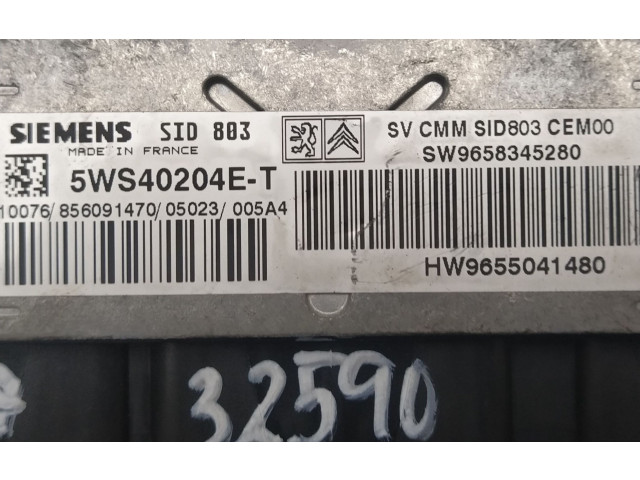 SIEMENS SID 803
MADE IN FRANCE
5WS40204E-T
10076/856091470/05023/005A4
SV CMM SID803 CEM00
SW9658345280
HW9655041480
32590